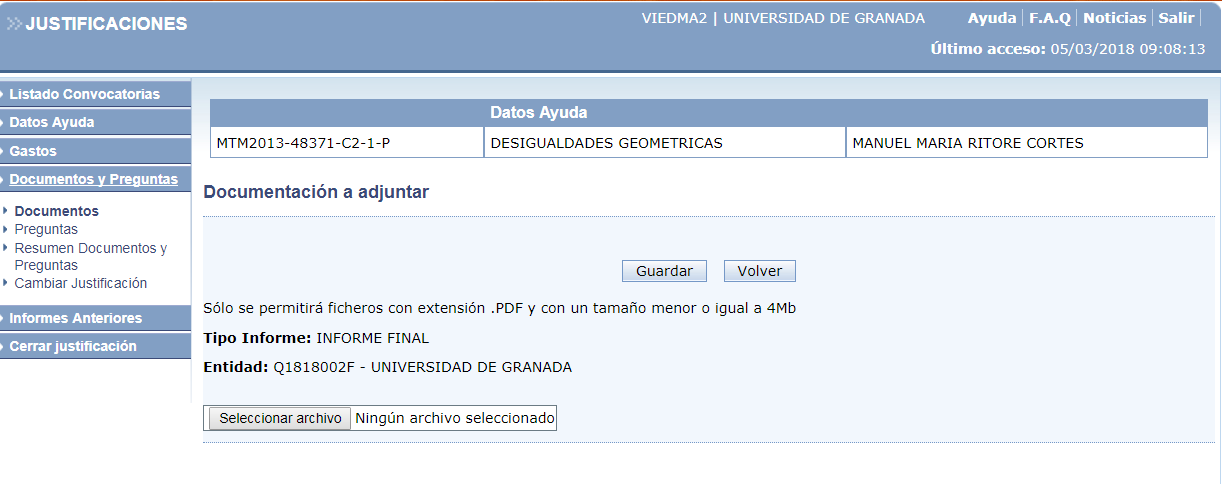 JUSTIFICACIONES
VIEDMA2 | UNIVERSIDAD DE GRANADA
Ayuda | F.A.Q | Noticias | Salir |
Último acceso: 05/03/2018 09:08:13
Listado Convocatorias
Datos Ayuda
Gastos
Documentos y Preguntas
Documentos
Preguntas
Resumen Documentos y
Preguntas
Cambiar Justificación
Informes Anteriores
Cerrar justificación
Datos Ayuda
MTM2013-48371-C2-1-P DESIGUALDADES GEOMETRICAS MANUEL MARIA RITORE CORTES
Documentación a adjuntar
Guardar Volver
Sólo se permitirá ficheros con extensión .PDF y con un tamaño menor o igual a 4Mb
Tipo Informe: INFORME FINAL
Entidad: Q1818002F - UNIVERSIDAD DE GRANADA
Seleccionar archivo Ningún archivo seleccionado